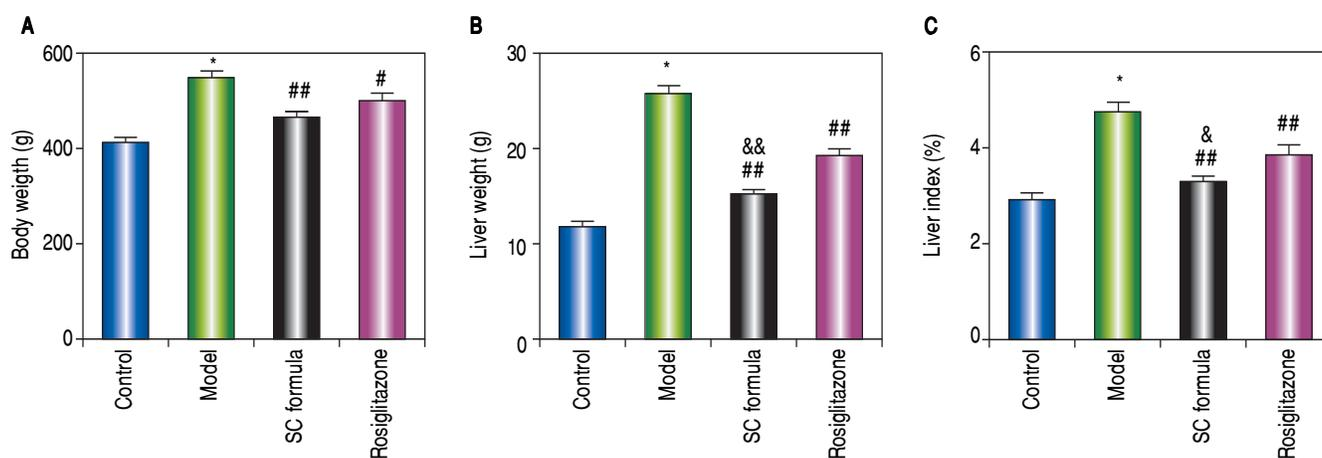 A
Body weigth (g)
600
400
200
0
*
##
#
Control
Model
SC formula
Rosiglitazone
B
Liver weight (g)
30
20
10
0
*
&&
##
##
Control
Model
SC formula
Rosiglitazone
C
Liver index (%)
6
4
2
0
*
&
##
##
Control
Model
SC formula
Rosiglitazone